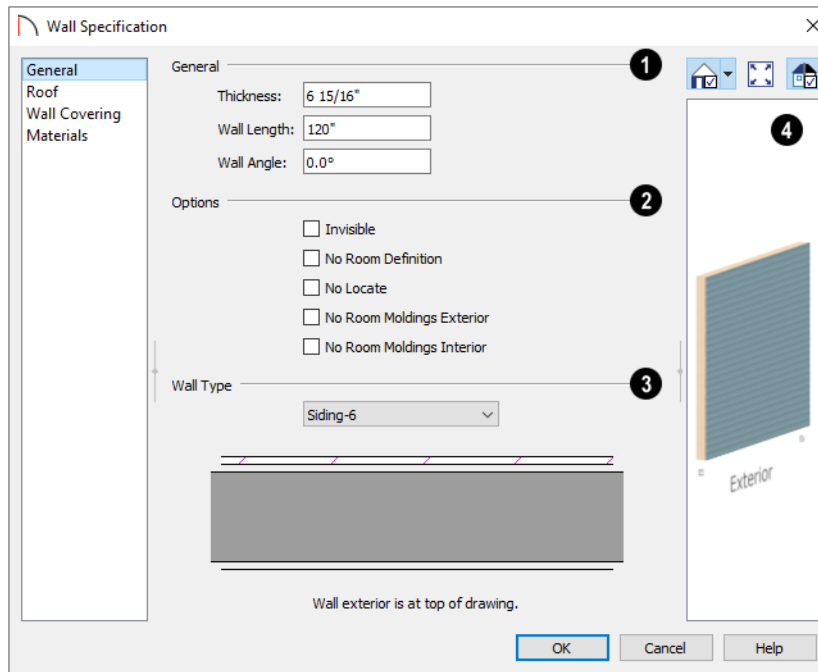 Wall Specification
General
Roof
Wall Covering
Materials
General
1
Thickness:
6 15/16"
Wall Length:
120"
Wall Angle:
0.0°
Options
2
Invisible
No Room Definition
No Locate
No Room Moldings Exterior
No Room Moldings Interior
Wall Type
3
Siding-6
Wall exterior is at top of drawing.
4
Exterior
OK
Cancel
Help